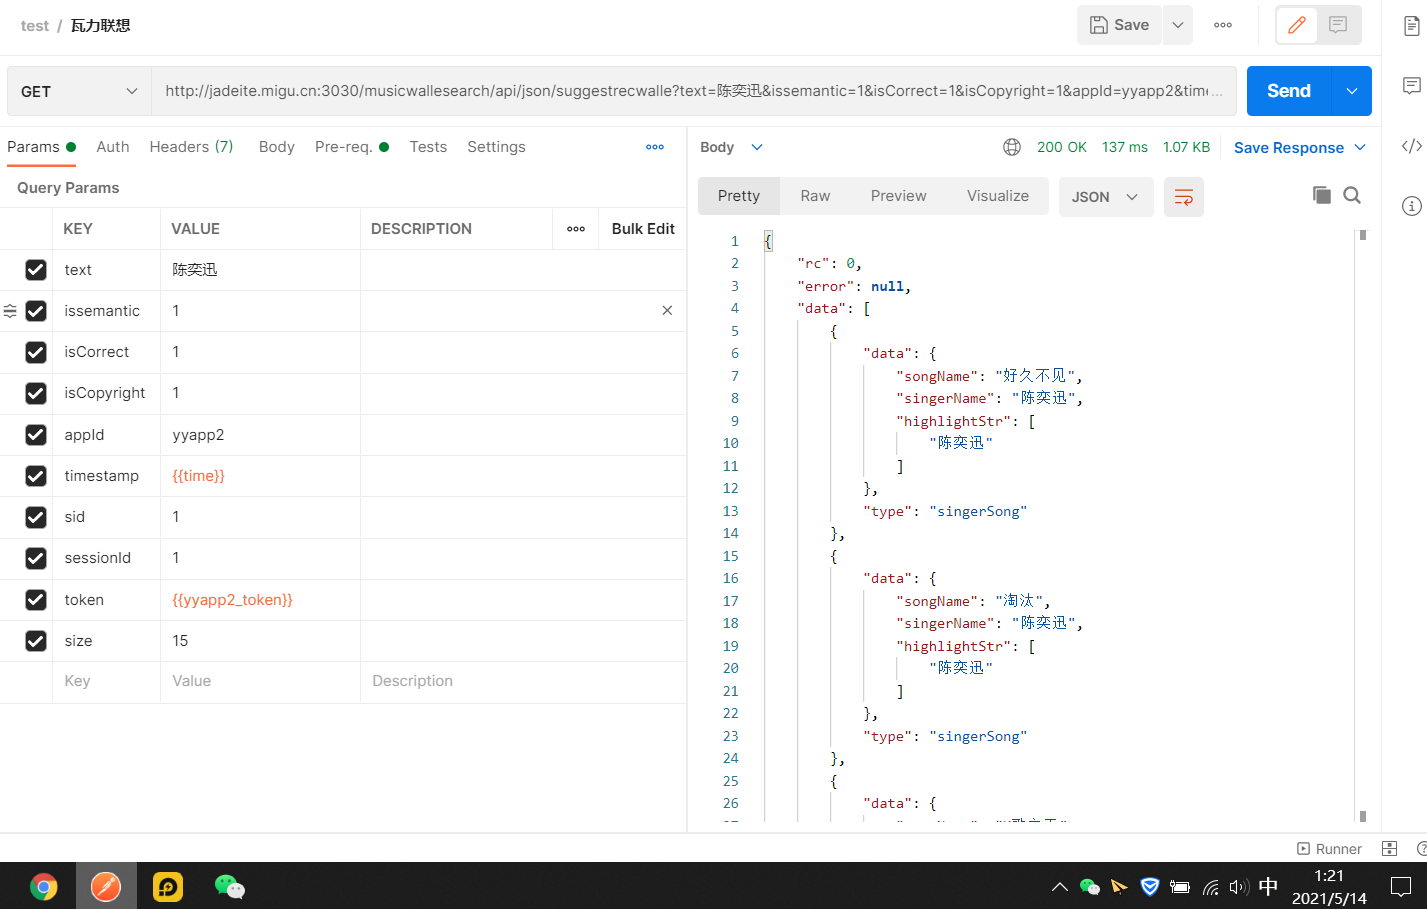 test / 瓦力联想
Save
GET
http://jadeite.migu.cn:3030/musicwallesearch/api/json/suggestrecwalle?text=陈奕迅&issemantic=1&isCorrect=1&isCopyright=1&appId=yyapp2&time...
Send
Params
Auth
Headers (7)
Body
Pre-req.
Tests
Settings
Query Params
KEY VALUE DESCRIPTION Bulk Edit
text 陈奕迅
issemantic 1
isCorrect 1
isCopyright 1
appId yyapp2
timestamp {{time}}
sid 1
sessionId 1
token {{yyapp2_token}}
size 15
Key Value Description
Body
200 OK 137 ms 1.07 KB Save Response
Pretty Raw Preview Visualize JSON
1 {
2 "rc": 0,
3 "error": null,
4 "data": [
5 {
6 "data": {
7 "songName": "好久不见",
8 "singerName": "陈奕迅",
9 "highlightStr": [
10 "陈奕迅"
11 ]
12 },
13 "type": "singerSong"
14 },
15 {
16 "data": {
17 "songName": "淘汰",
18 "singerName": "陈奕迅",
19 "highlightStr": [
20 "陈奕迅"
21 ]
22 },
23 "type": "singerSong"
24 },
25 {
26 "data": {
Runner
中
1:21
2021/5/14